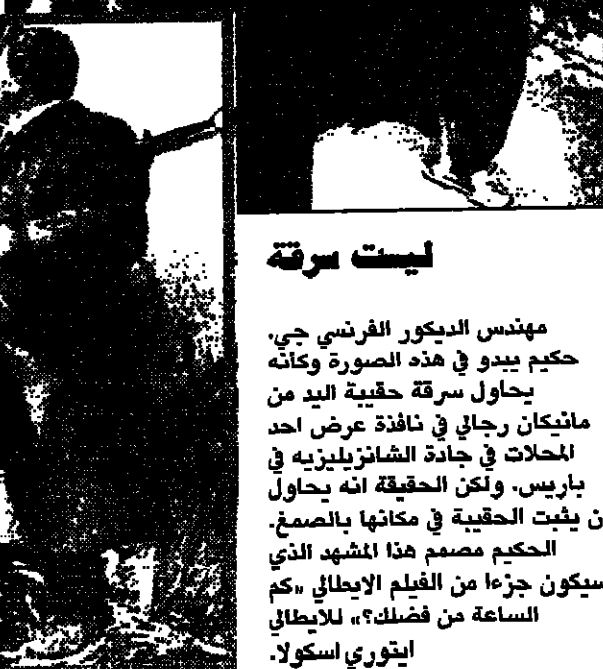 ليست سرقة
مهندس الديكور الفرنسي جي.
حكيم يبدو في هذه الصورة وكانه
يحاول سرقة حقيبة اليد من
مانيكان رجالي في نافذة عرض احد
المحلات في جادة الشانزيليزيه في
باريس. ولكن الحقيقة انه يحاول
ن يثبت الحقيبة في مكانها بالصمغ.
الحكيم مصمم هذا المشهد الذي
سيكون جزءا من الفيلم الايطالي «كم
الساعة من فضلك؟» للايطالي
ايتوري اسكولا.